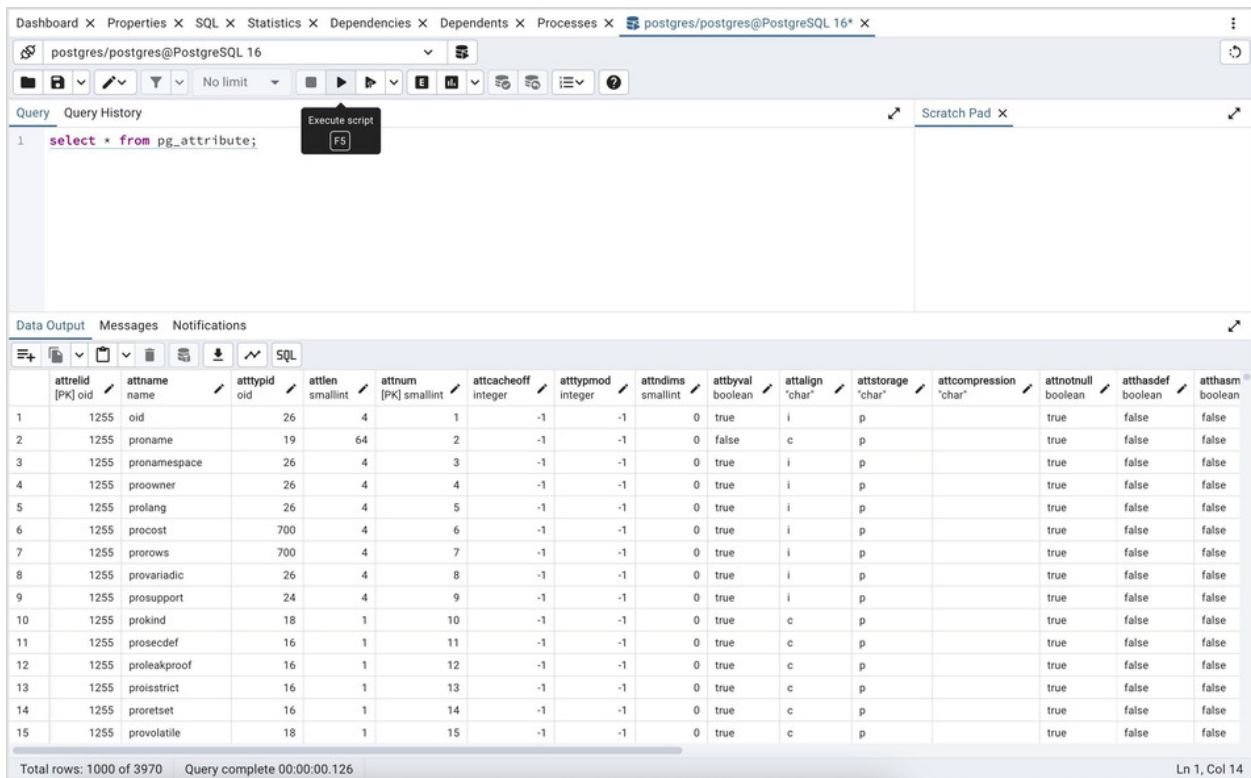 Dashboard X Properties X SQL X Statistics X Dependencies X Dependents X Processes X postgres/postgres@PostgreSQL 16* X
postgres/postgres@PostgreSQL 16
No limit E
Query Query History Scratch Pad X
Execute script
F5
1 select * from pg_attribute;
Data Output Messages Notifications
SQL
attrelid attname atttypid attlen attnum attcacheoff atttypmod attndims attbyval attalign attstorage attcompression attnotnull atthasdef atthasm
[PK] oid name oid smallint [PK] smallint integer integer smallint boolean "char" "char" "char" boolean boolean boolean
1 1255 oid 26 4 1 -1 -1 0 true i p true false false
2 1255 proname 19 64 2 -1 -1 0 false c p true false false
3 1255 pronamespace 26 4 3 -1 -1 0 true i p true false false
4 1255 proowner 26 4 4 -1 -1 0 true i p true false false
5 1255 prolang 26 4 5 -1 -1 0 true i p true false false
6 1255 procost 700 4 6 -1 -1 0 true i p true false false
7 1255 prorows 700 4 7 -1 -1 0 true i p true false false
8 1255 provariadic 26 4 8 -1 -1 0 true i p true false false
9 1255 prosupport 24 4 9 -1 -1 0 true i p true false false
10 1255 prokind 18 1 10 -1 -1 0 true c p true false false
11 1255 prosecdef 16 1 11 -1 -1 0 true c p true false false
12 1255 proleakproof 16 1 12 -1 -1 0 true c p true false false
13 1255 proisstrict 16 1 13 -1 -1 0 true c p true false false
14 1255 proretset 16 1 14 -1 -1 0 true c p true false false
15 1255 provolatile 18 1 15 -1 -1 0 true c p true false false
Total rows: 1000 of 3970 Query complete 00:00:00.126 Ln 1, Col 14